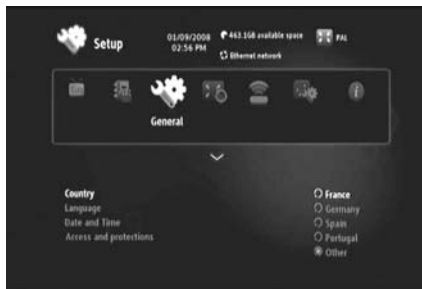 Setup
01/09/2008
02:56 PM
463.1GB available space
Ethernet network
PAL
General
Country
Language
Date and Time
Access and protections
France
Germany
Spain
Portugal
Other